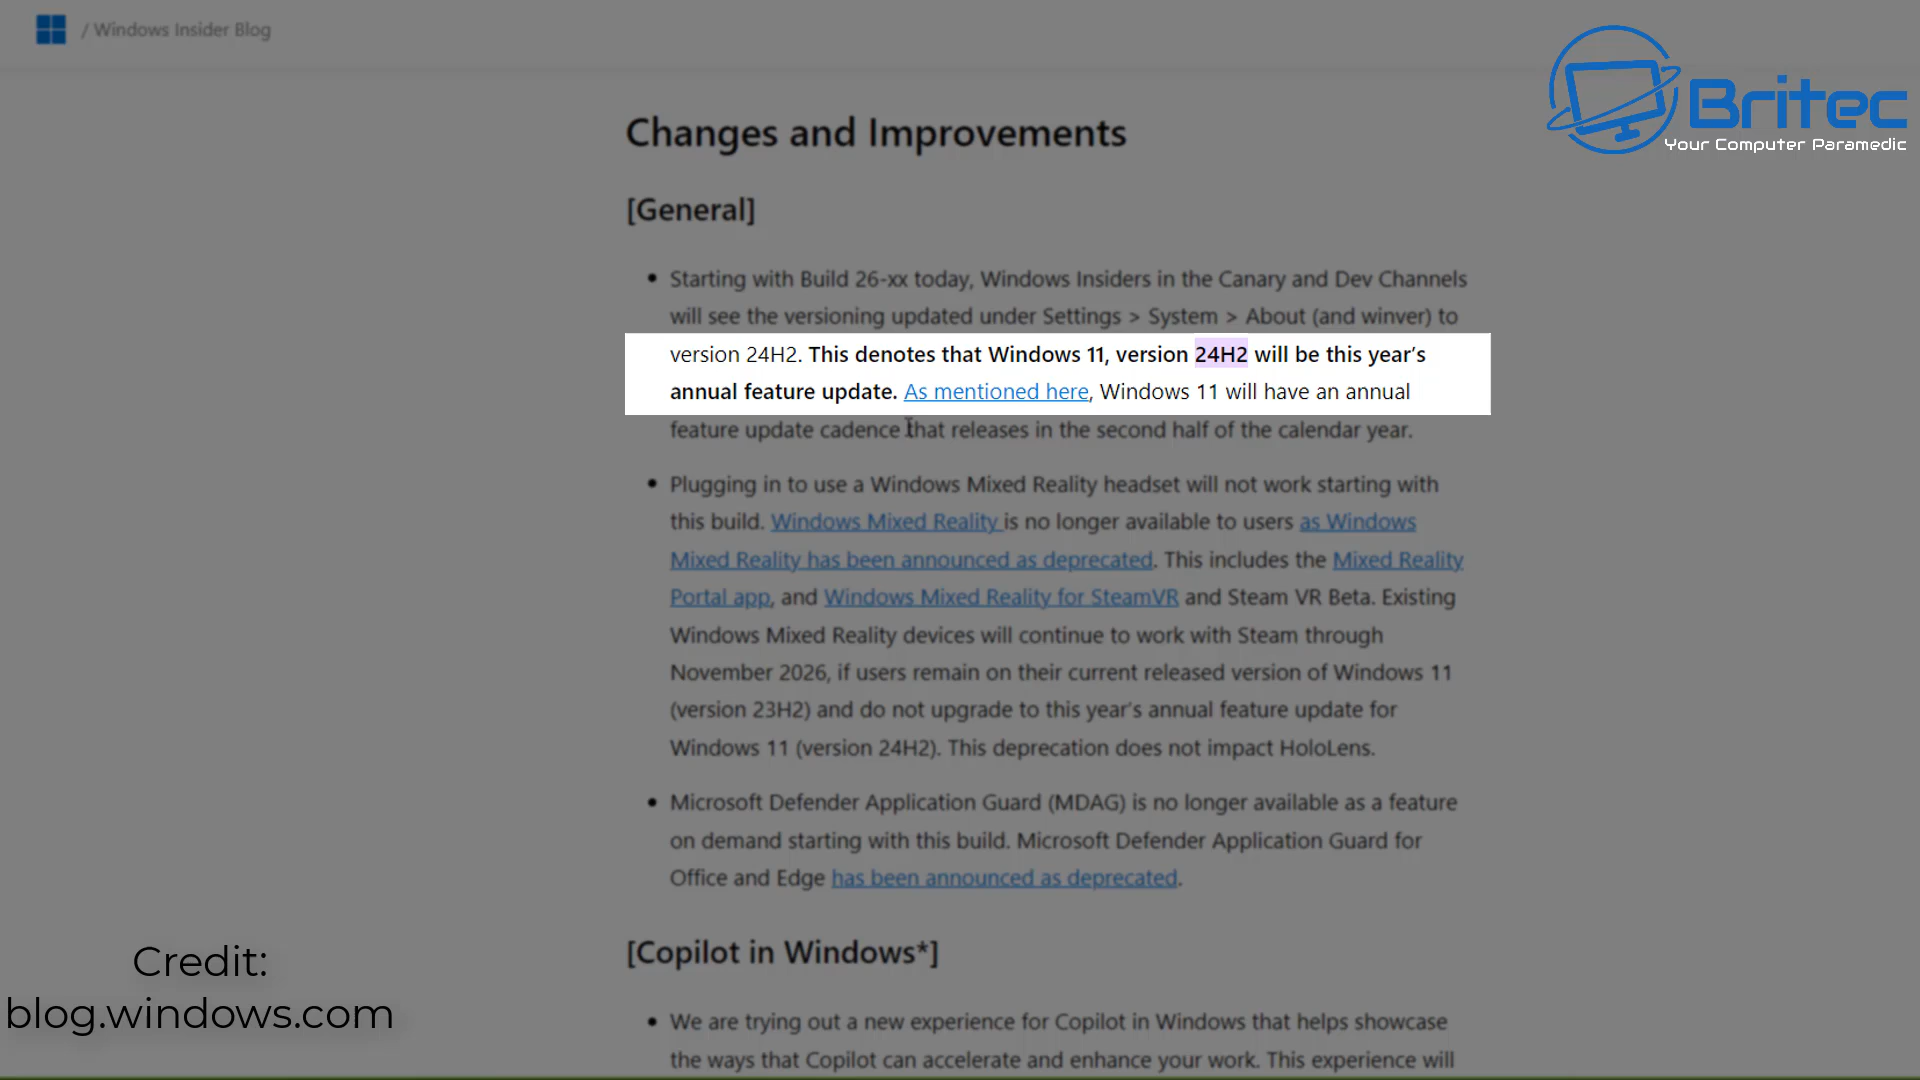 / Windows Insider Blog
Britec
Your Computer Paramedic
Changes and Improvements
[General]
Starting with Build 26-xx today, Windows Insiders in the Canary and Dev Channels
will see the versioning updated under Settings > System > About (and winver) to
version 24H2. This denotes that Windows 11, version 24H2 will be this year’s
annual feature update. As mentioned here, Windows 11 will have an annual
feature update cadence that releases in the second half of the calendar year.
Plugging in to use a Windows Mixed Reality headset will not work starting with
this build. Windows Mixed Reality is no longer available to users as Windows
Mixed Reality has been announced as deprecated. This includes the Mixed Reality
Portal app, and Windows Mixed Reality for SteamVR and Steam VR Beta. Existing
Windows Mixed Reality devices will continue to work with Steam through
November 2026, if users remain on their current released version of Windows 11
(version 23H2) and do not upgrade to this year’s annual feature update for
Windows 11 (version 24H2). This deprecation does not impact HoloLens.
Microsoft Defender Application Guard (MDAG) is no longer available as a feature
on demand starting with this build. Microsoft Defender Application Guard for
Office and Edge has been announced as deprecated.
[Copilot in Windows*]
We are trying out a new experience for Copilot in Windows that helps showcase
the ways that Copilot can accelerate and enhance your work. This experience will
Credit:
blog.windows.com